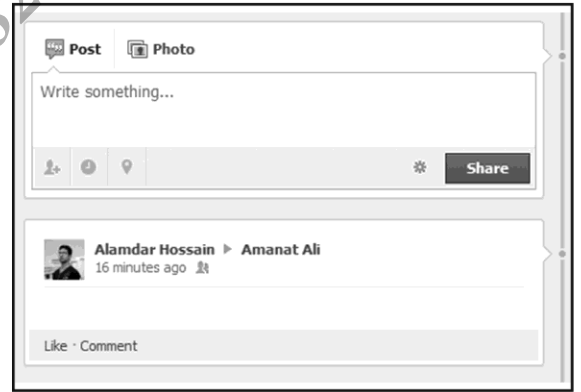 Post Photo
Write something...
Share
Alamdar Hossain ▶ Amanat Ali
16 minutes ago
Like · Comment